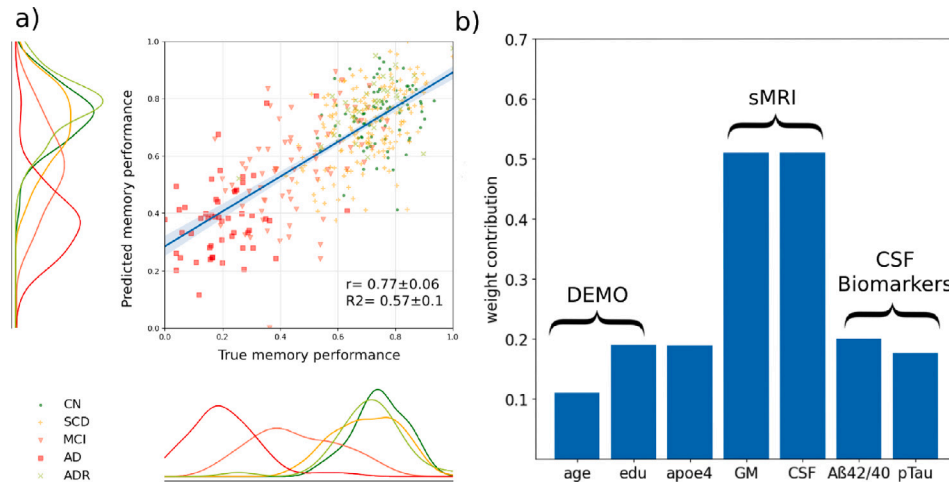 a)
1.0
0.8
0.6
0.4
0.2
0.0
Predicted memory performance
r= 0.77±0.06
R2= 0.57±0.1
0.0 0.2 0.4 0.6 0.8 1.0
True memory performance
CN
SCD
MCI
AD
ADR
b)
0.7
0.6
0.5
0.4
0.3
0.2
0.1
weight contribution
DEMO
sMRI
CSF
Biomarkers
age edu apoe4 GM CSF Aß42/40 pTau